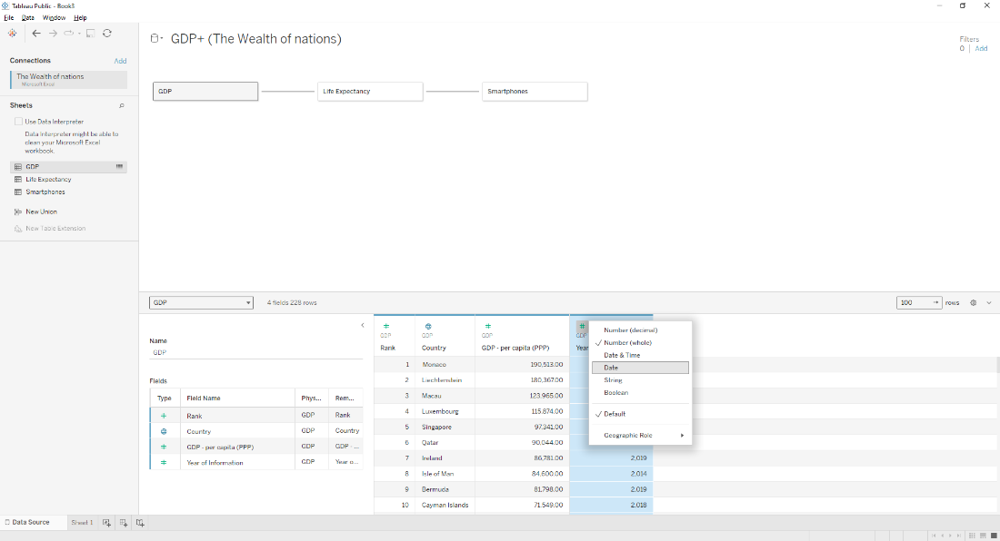 Tableau Public - Book3
File Data Window Help
GDP+ (The Wealth of nations)
Filters
0 Add
Connections Add
The Wealth of nations
Microsoft Excel
Sheets
Use Data Interpreter
Data Interpreter might be able to
clean your Microsoft Excel
workbook.
GDP
Life Expectancy
Smartphones
New Union
New Table Extension
GDP Life Expectancy Smartphones
GDP 4 fields 228 rows 100 rows
Name
GDP
Fields
Type Field Name Phys... Rem...
Rank GDP Rank
Country GDP Country
GDP - per capita (PPP) GDP GDP - ...
Year of Information GDP Year o...
GDP GDP GDP GDP
Rank Country GDP - per capita (PPP) Year
1 Monaco 190,513.00
2 Liechtenstein 180,367.00
3 Macau 123,965.00
4 Luxembourg 115,874.00
5 Singapore 97,341.00
6 Qatar 90,044.00
7 Ireland 86,781.00 2,019
8 Isle of Man 84,600.00 2,014
9 Bermuda 81,798.00 2,019
10 Cayman Islands 71,549.00 2,018
Number (decimal)
Number (whole)
Date & Time
Date
String
Boolean
Default
Geographic Role
Data Source Sheet 1